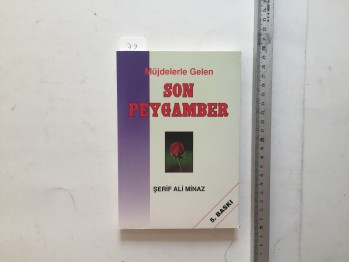 Müjdelerle Gelen
SON
PEYGAMBER
ŞERİF ALİ MİNAZ
5. BASKI